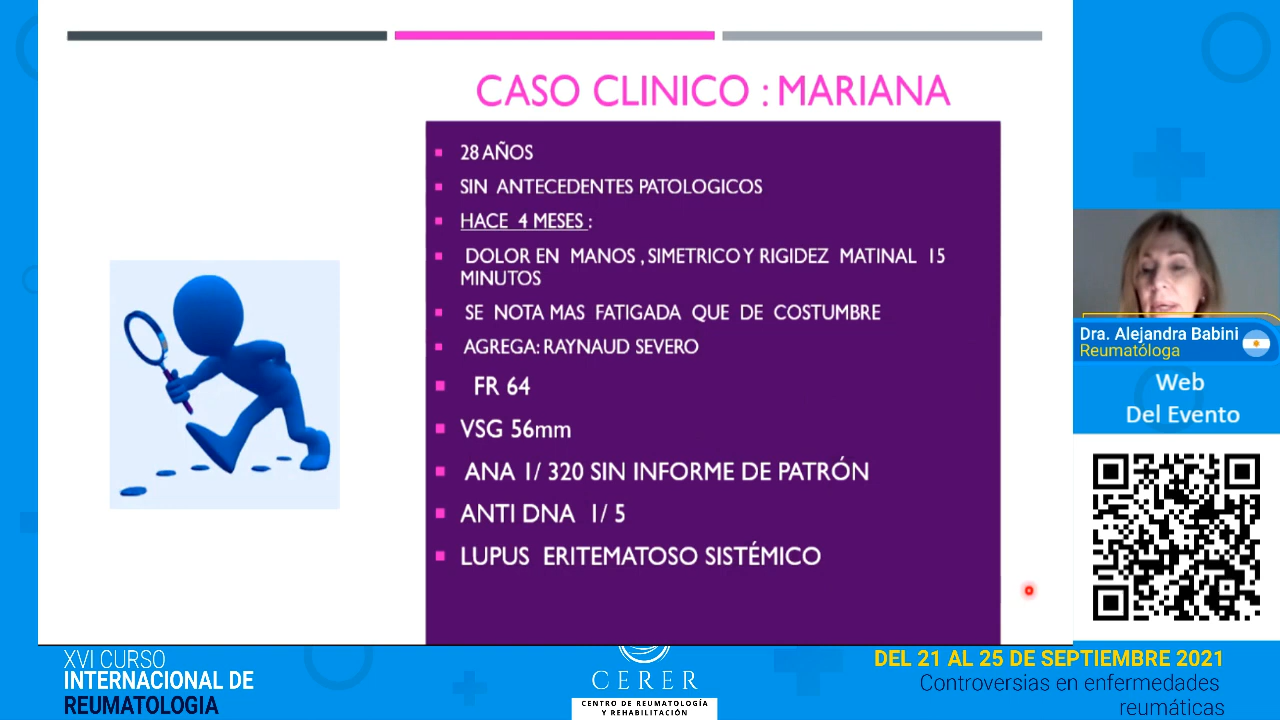 CASO CLINICO : MARIANA
28 AÑOS
SIN ANTECEDENTES PATOLOGICOS
HACE 4 MESES :
DOLOR EN MANOS , SIMETRICO Y RIGIDEZ MATINAL 15
MINUTOS
SE NOTA MAS FATIGADA QUE DE COSTUMBRE
AGREGA: RAYNAUD SEVERO
FR 64
VSG 56mm
ANA 1/ 320 SIN INFORME DE PATRÓN
ANTI DNA 1/ 5
LUPUS ERITEMATOSO SISTÉMICO
Dra. Alejandra Babini
Reumatóloga
Web
Del Evento
XVI CURSO
INTERNACIONAL DE
REUMATOLOGIA
CERER
CENTRO DE REUMATOLOGÍA
Y REHABILITACIÓN
DEL 21 AL 25 DE SEPTIEMBRE 2021
Controversias en enfermedades
reumáticas